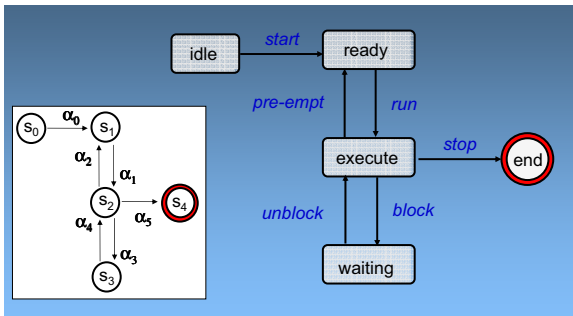 start
idle
ready
pre-empt
run
execute
stop
end
unblock
block
waiting
s0
α0
s1
α2
α1
s2
α5
s4
α4
α3
s3